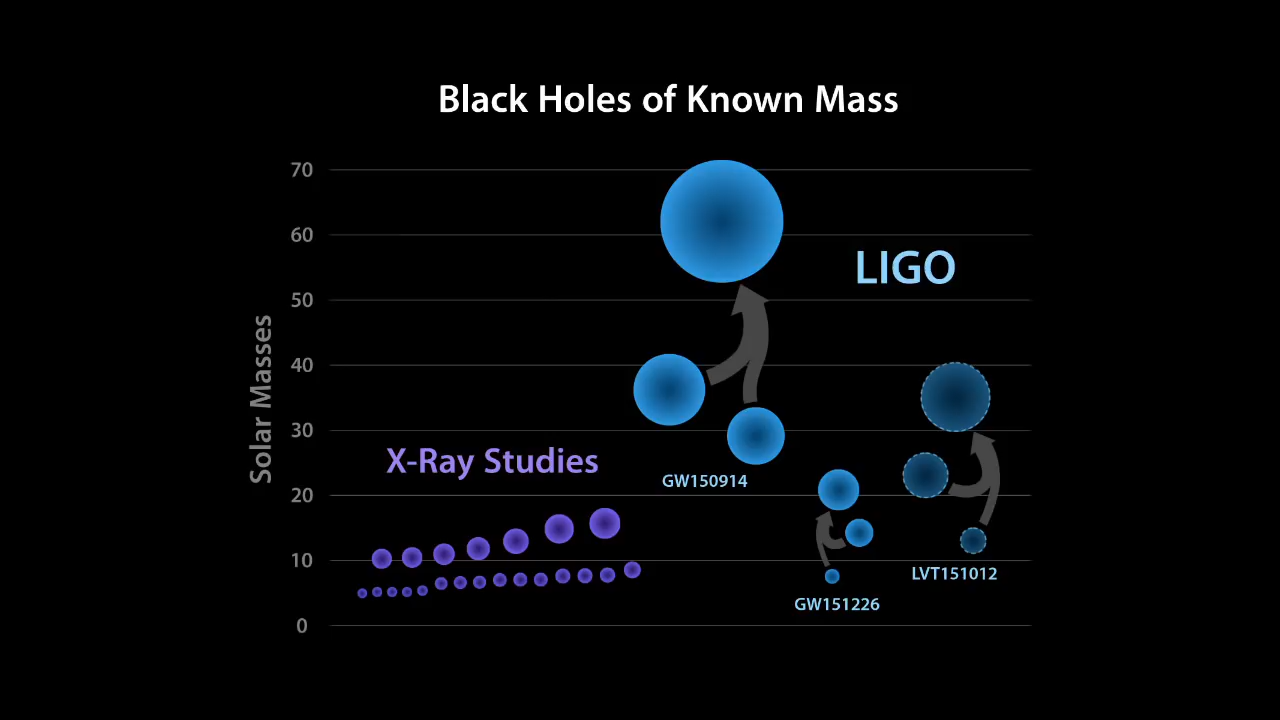 Black Holes of Known Mass
70
60
LIGO
50
Solar Masses
40
30
X-Ray Studies
GW150914
20
10
LVT151012
GW151226
0